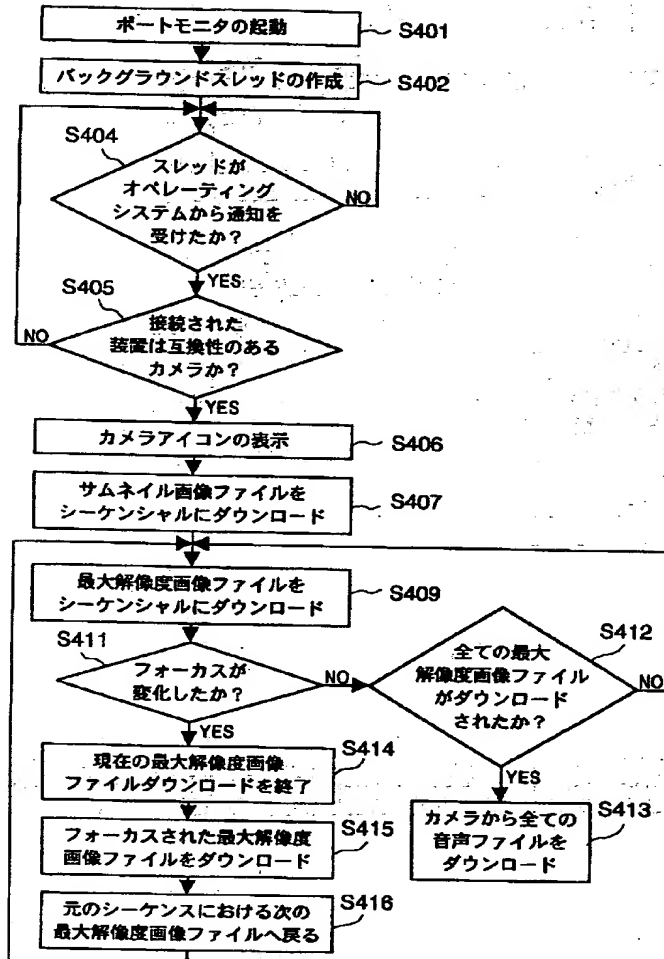 ポートモニタの起動
S401
バックグラウンドスレッドの作成
S402
S404
スレッドが
オペレーティング
システムから通知を
受けたか?
NO
YES
S405
接続された
装置は互換性のある
カメラか?
NO
YES
カメラアイコンの表示
S406
サムネイル画像ファイルを
シーケンシャルにダウンロード
S407
最大解像度画像ファイルを
シーケンシャルにダウンロード
S409
S411
フォーカスが
変化したか?
NO
YES
S412
全ての最大
解像度画像ファイル
がダウンロード
されたか?
NO
YES
S413
カメラから全ての
音声ファイルを
ダウンロード
S414
現在の最大解像度画像
ファイルダウンロードを終了
S415
フォーカスされた最大解像度
画像ファイルをダウンロード
S416
元のシーケンスにおける次の
最大解像度画像ファイルへ戻る